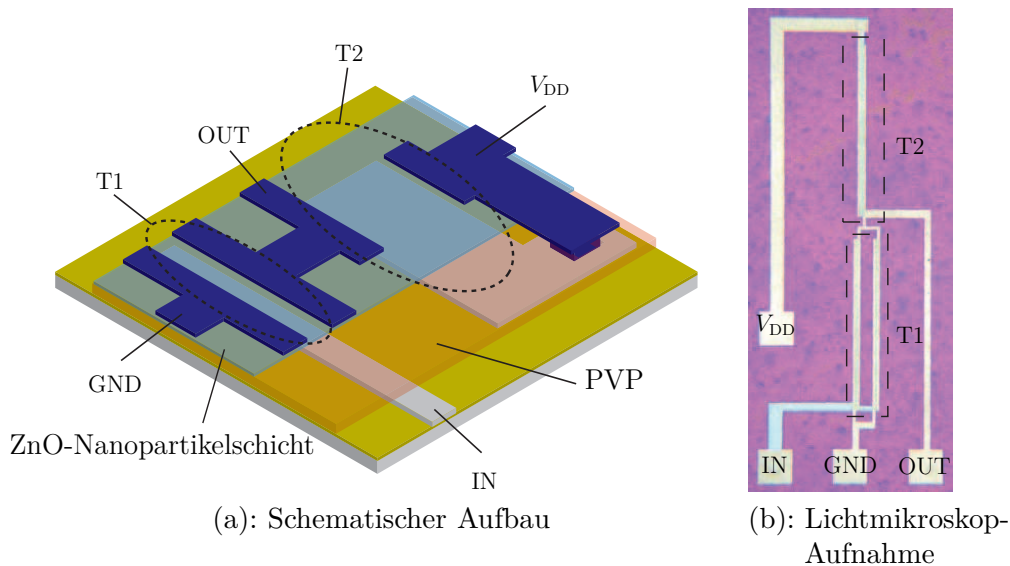 T2
V_DD
OUT
T1
GND
PVP
ZnO-Nanopartikelschicht
IN
(a): Schematischer Aufbau
T2
V_DD
T1
IN
GND
OUT
(b): Lichtmikroskop-
Aufnahme